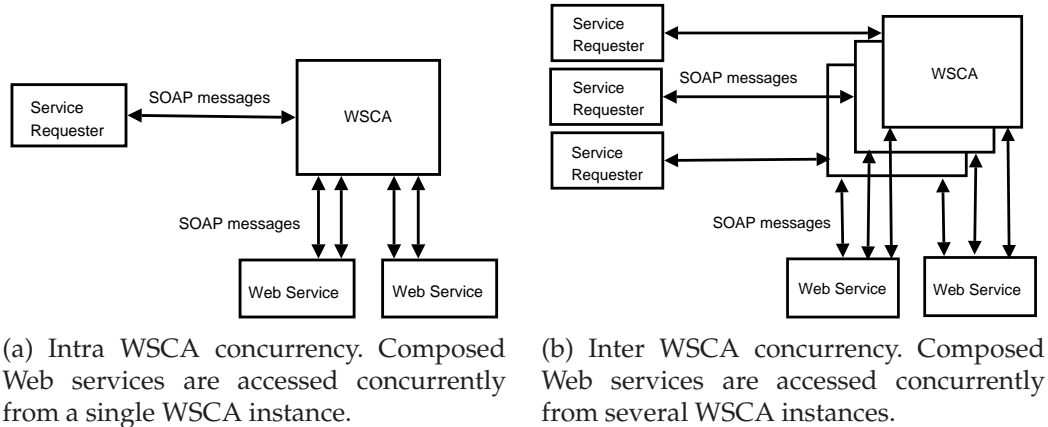 Service
Requester
SOAP messages
WSCA
SOAP messages
Web Service
Web Service
(a) Intra WSCA concurrency. Composed
Web services are accessed concurrently
from a single WSCA instance.
Service
Requester
Service
Requester
Service
Requester
SOAP messages
WSCA
SOAP messages
Web Service
Web Service
(b) Inter WSCA concurrency. Composed
Web services are accessed concurrently
from several WSCA instances.